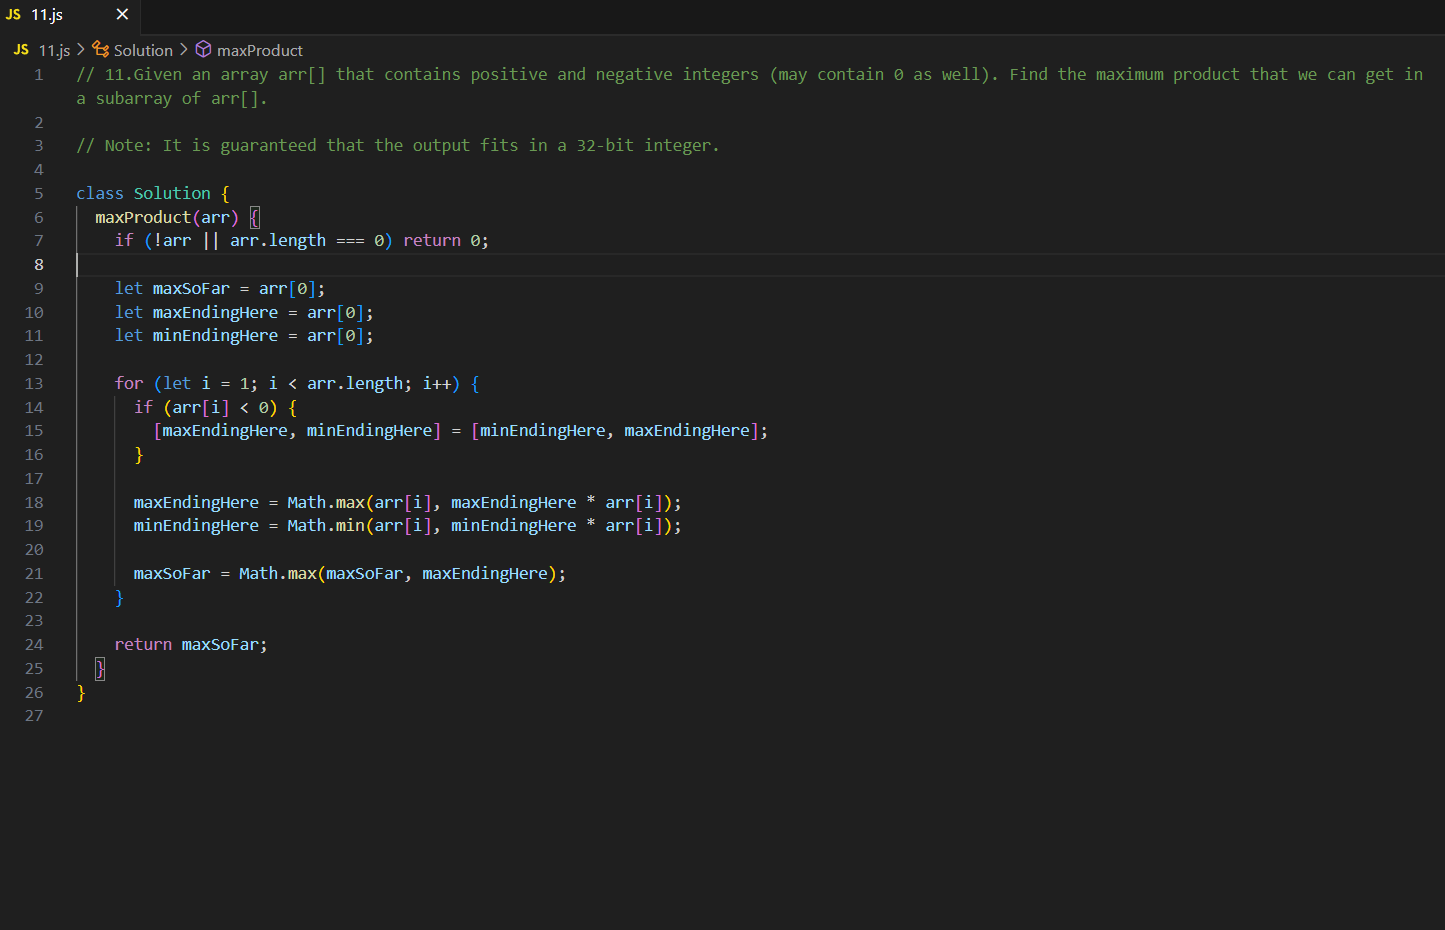 JS 11.js ×
JS 11.js > Solution > maxProduct
1 // 11.Given an array arr[] that contains positive and negative integers (may contain 0 as well). Find the maximum product that we can get in
a subarray of arr[].
2
3 // Note: It is guaranteed that the output fits in a 32-bit integer.
4
5 class Solution {
6   maxProduct(arr) {
7     if (!arr || arr.length === 0) return 0;
8
9     let maxSoFar = arr[0];
10     let maxEndingHere = arr[0];
11     let minEndingHere = arr[0];
12
13     for (let i = 1; i < arr.length; i++) {
14       if (arr[i] < 0) {
15         [maxEndingHere, minEndingHere] = [minEndingHere, maxEndingHere];
16       }
17
18       maxEndingHere = Math.max(arr[i], maxEndingHere * arr[i]);
19       minEndingHere = Math.min(arr[i], minEndingHere * arr[i]);
20
21       maxSoFar = Math.max(maxSoFar, maxEndingHere);
22     }
23
24     return maxSoFar;
25   }
26 }
27